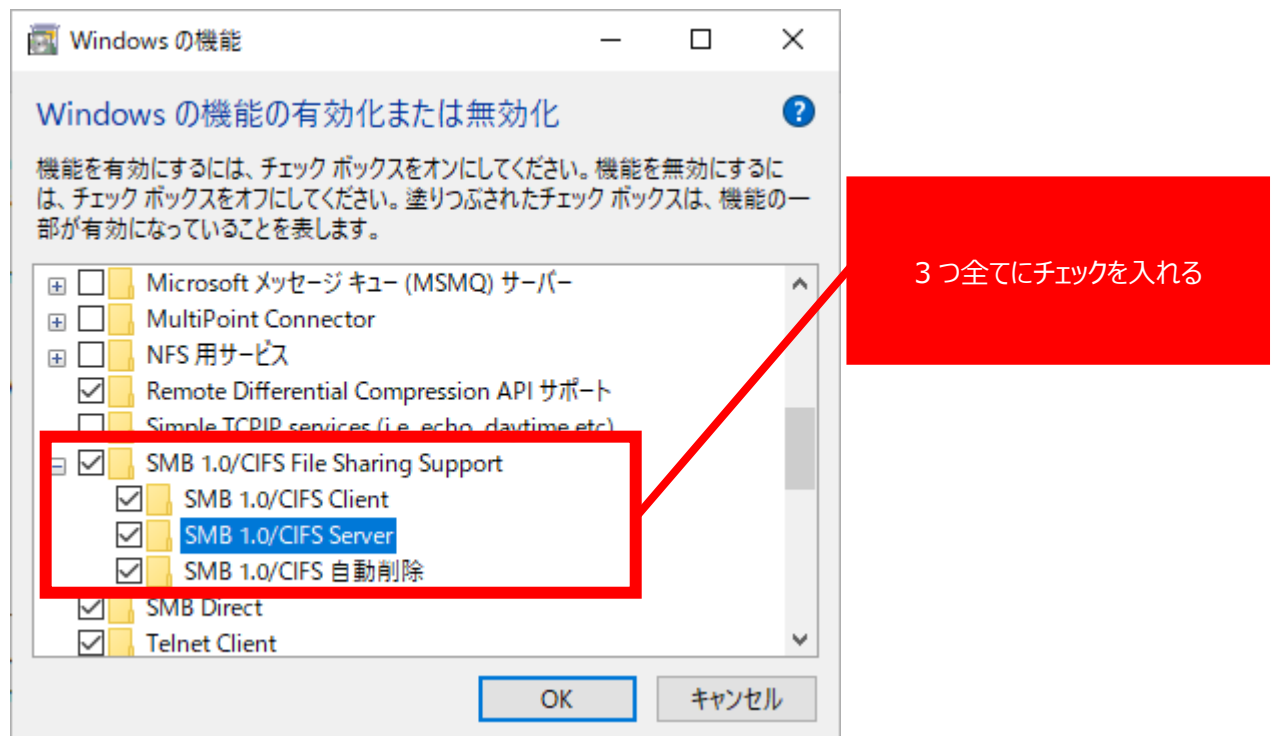 Windows の機能
Windows の機能の有効化または無効化
機能を有効にするには、チェック ボックスをオンにしてください。機能を無効にするに
は、チェック ボックスをオフにしてください。塗りつぶされたチェック ボックスは、機能の一
部が有効になっていることを表します。
Microsoft メッセージ キュー (MSMQ) サーバー
MultiPoint Connector
NFS 用サービス
Remote Differential Compression API サポート
Simple TCPIP services (i.e. echo, daytime etc)
SMB 1.0/CIFS File Sharing Support
SMB 1.0/CIFS Client
SMB 1.0/CIFS Server
SMB 1.0/CIFS 自動削除
SMB Direct
Telnet Client
OK
キャンセル
3つ全てにチェックを入れる